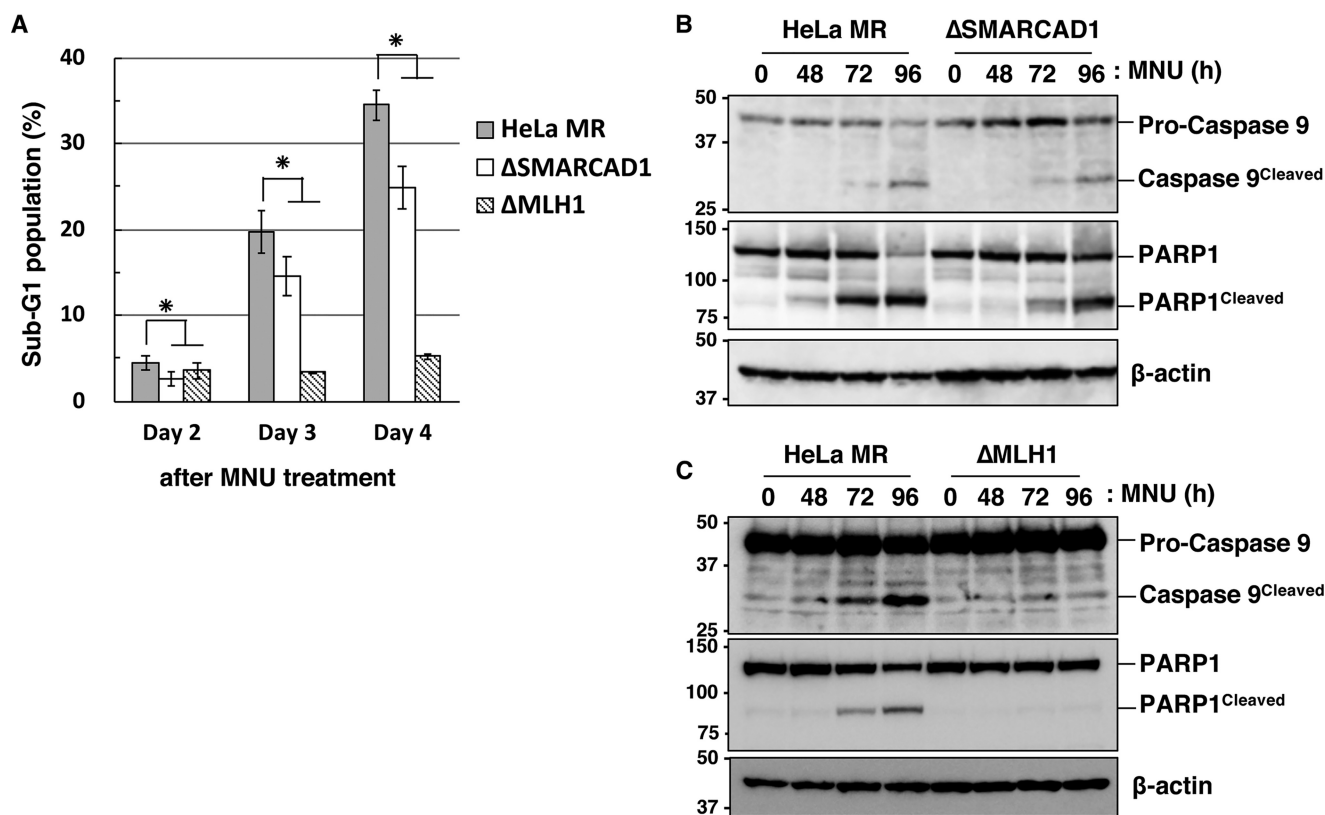 A
Sub-G1 population (%)
40
30
20
10
0
*
*
*
Day 2
Day 3
Day 4
after MNU treatment
HeLa MR
ΔSMARCAD1
ΔMLH1
B
HeLa MR ΔSMARCAD1
0 48 72 96 0 48 72 96 : MNU (h)
50
37
25
Pro-Caspase 9
Caspase 9Cleaved
150
100
75
PARP1
PARP1Cleaved
50
37
β-actin
C
HeLa MR ΔMLH1
0 48 72 96 0 48 72 96 : MNU (h)
50
37
25
Pro-Caspase 9
Caspase 9Cleaved
150
100
75
PARP1
PARP1Cleaved
50
37
β-actin